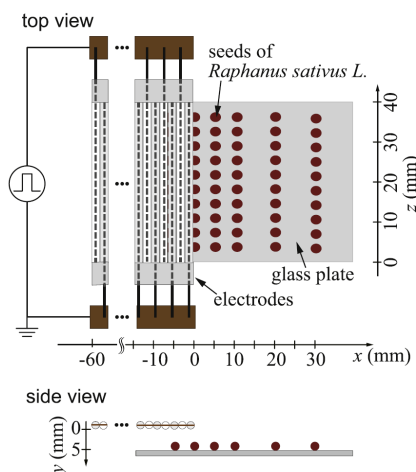 top view
seeds of
Raphanus sativus L.
40
30
20
10
0
z (mm)
glass plate
electrodes
-60
-10
0
10
20
30
x (mm)
side view
0
5
y (mm)